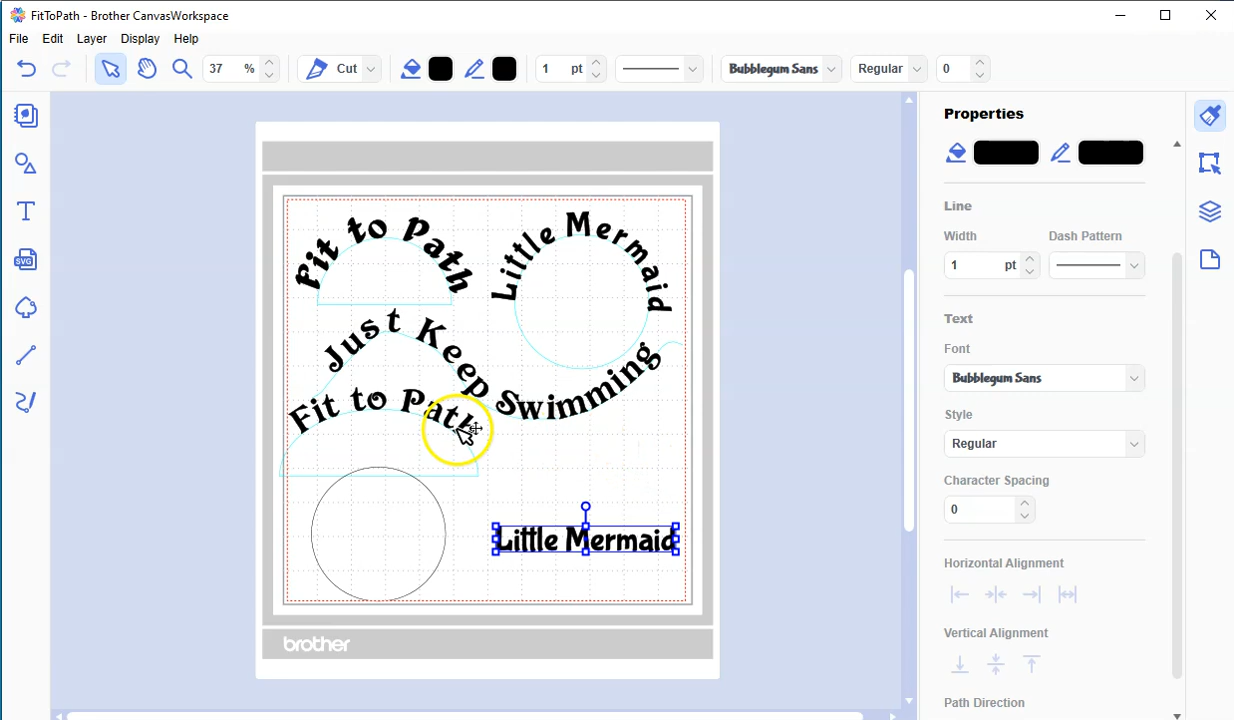 FitToPath - Brother CanvasWorkspace
File Edit Layer Display Help
37 % Cut 1 pt Bubblegum Sans Regular 0
SVG
Fit to Path
Little Mermaid
Just Keep Swimming
Fit to Path
Little Mermaid
brother
Properties
Line
Width Dash Pattern
1 pt
Text
Font
Bubblegum Sans
Style
Regular
Character Spacing
0
Horizontal Alignment
Vertical Alignment
Path Direction